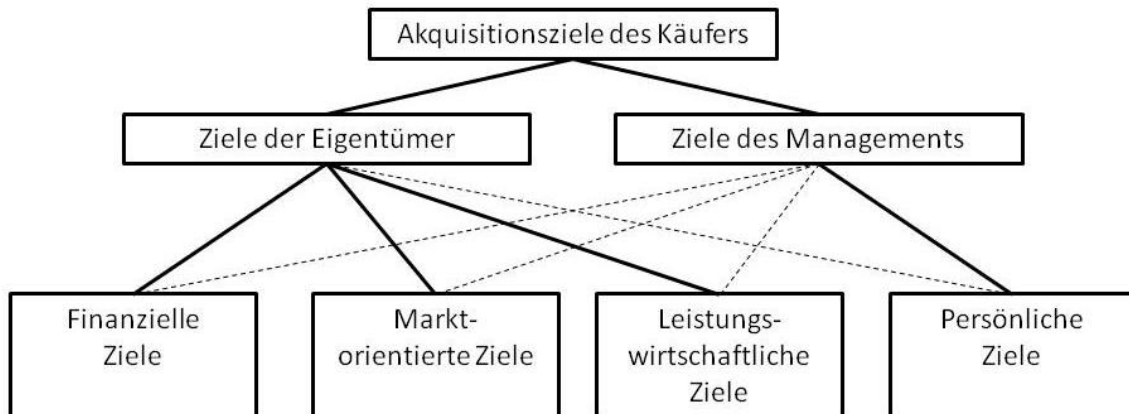 Akquisitionsziele des Käufers
Ziele der Eigentümer
Ziele des Managements
Finanzielle
Ziele
Markt-
orientierte Ziele
Leistungs-
wirtschaftliche
Ziele
Persönliche
Ziele